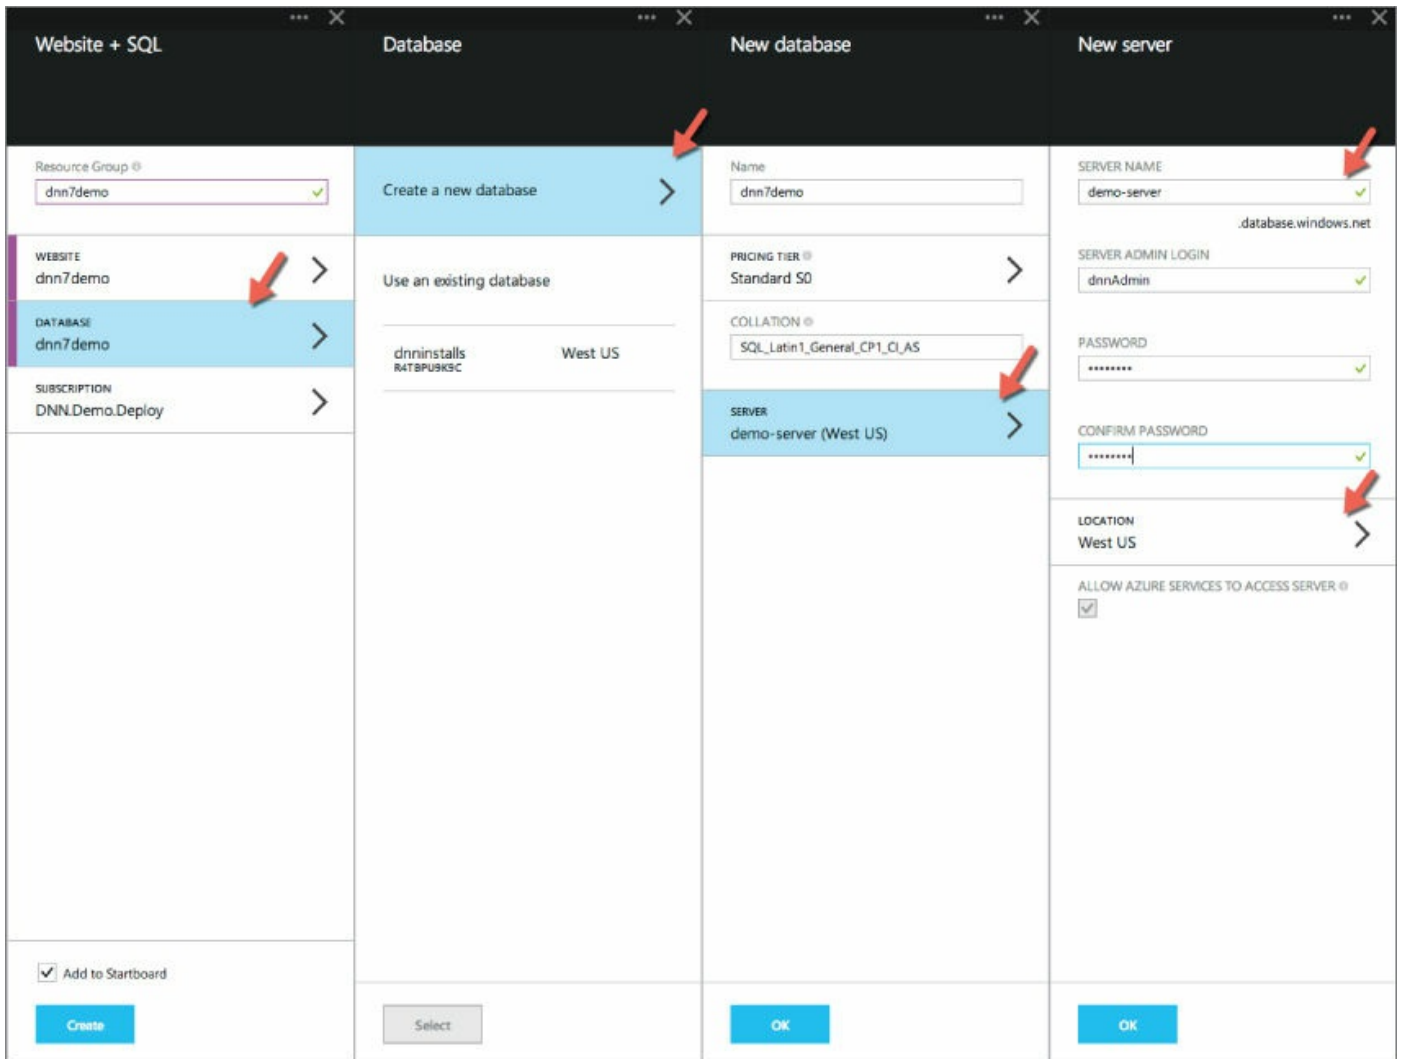 Website + SQL
Resource Group
dnn7demo
WEBSITE
dnn7demo
DATABASE
dnn7demo
SUBSCRIPTION
DNN.Demo.Deploy
Add to Startboard
Create
Database
Create a new database
Use an existing database
dnninstalls West US
R4TBPU9K9C
Select
New database
Name
dnn7demo
PRICING TIER
Standard S0
COLLATION
SQL_Latin1_General_CP1_CI_AS
SERVER
demo-server (West US)
OK
New server
SERVER NAME
demo-server
.database.windows.net
SERVER ADMIN LOGIN
dnnAdmin
PASSWORD
••••••••
CONFIRM PASSWORD
••••••••
LOCATION
West US
ALLOW AZURE SERVICES TO ACCESS SERVER
OK